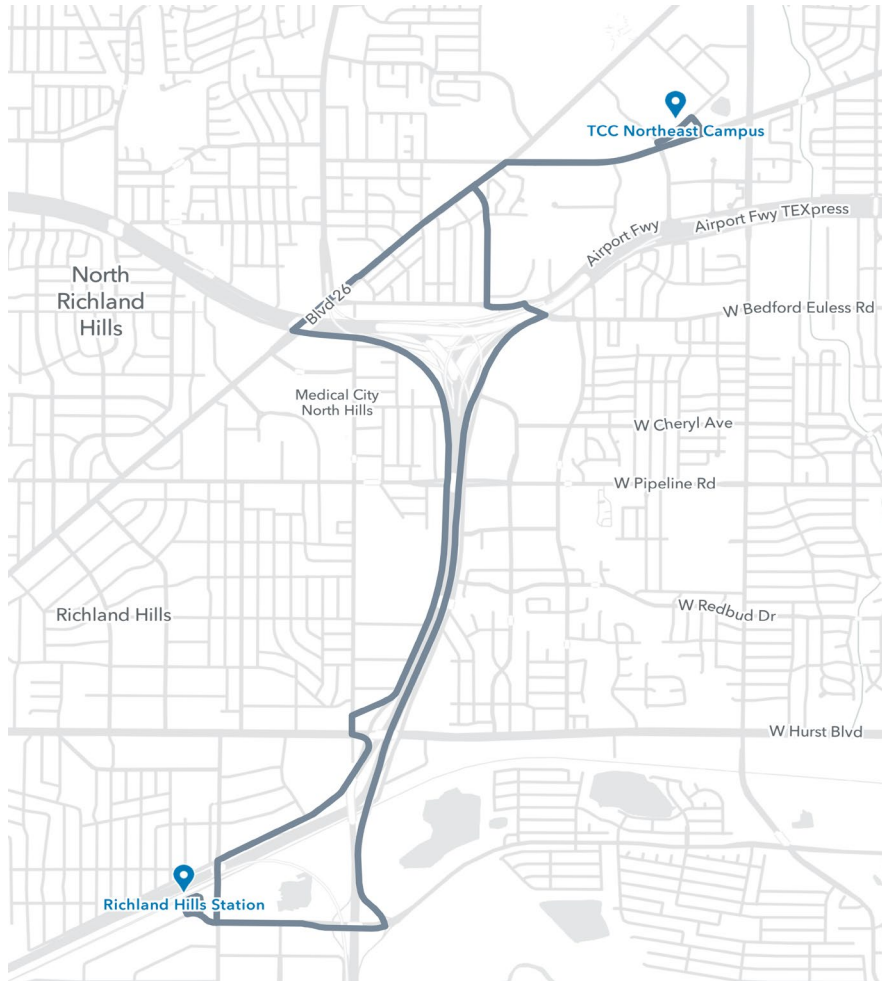 TCC Northeast Campus
Airport Fwy TEXpress
Airport Fwy
North
Richland
Hills
Blvd 26
W Bedford Euless Rd
Medical City
North Hills
W Cheryl Ave
W Pipeline Rd
Richland Hills
W Redbud Dr
W Hurst Blvd
Richland Hills Station